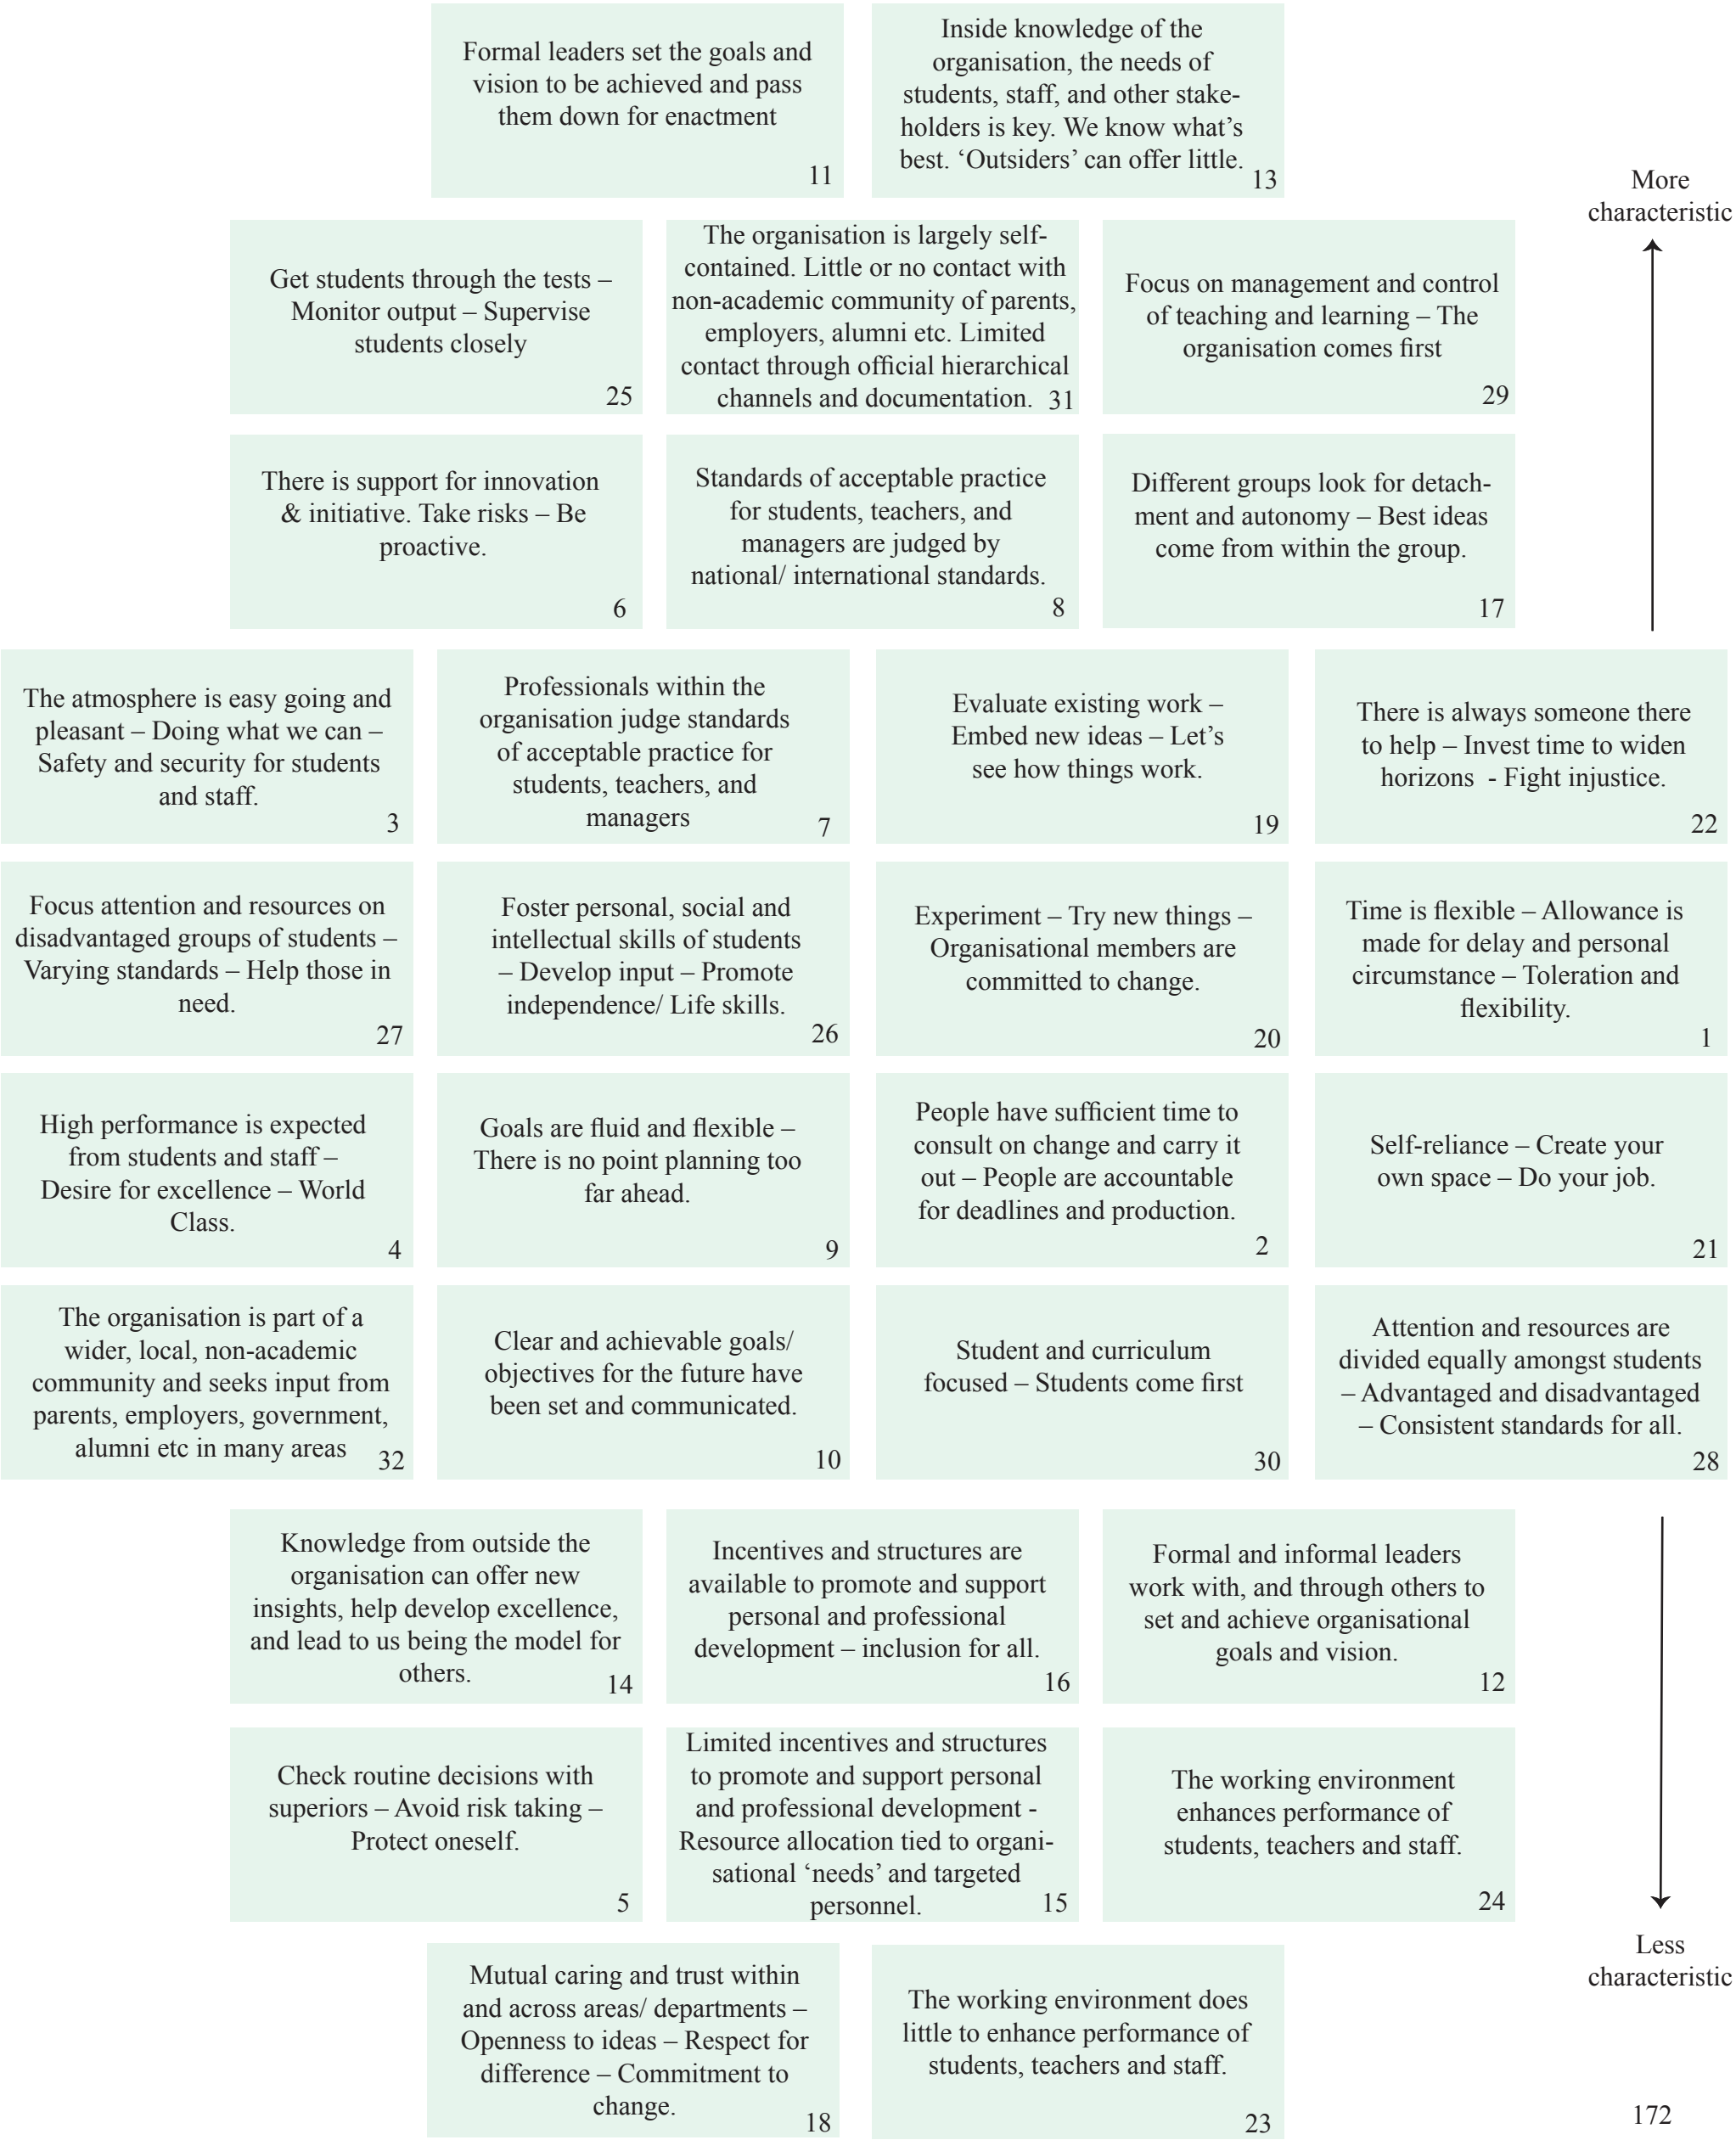 Formal leaders set the goals and
vision to be achieved and pass
them down for enactment
11
Inside knowledge of the
organisation, the needs of
students, staff, and other stake-
holders is key. We know what's
best. ‘Outsiders’ can offer little.
13
More
characteristic
Get students through the tests –
Monitor output – Supervise
students closely
25
The organisation is largely self-
contained. Little or no contact with
non-academic community of parents,
employers, alumni etc. Limited
contact through official hierarchical
channels and documentation.
31
Focus on management and control
of teaching and learning – The
organisation comes first
29
There is support for innovation
& initiative. Take risks – Be
proactive.
6
Standards of acceptable practice
for students, teachers, and
managers are judged by
national/ international standards.
8
Different groups look for detach-
ment and autonomy – Best ideas
come from within the group.
17
The atmosphere is easy going and
pleasant – Doing what we can –
Safety and security for students
and staff.
3
Professionals within the
organisation judge standards
of acceptable practice for
students, teachers, and
managers
7
Evaluate existing work –
Embed new ideas – Let's
see how things work.
19
There is always someone there
to help – Invest time to widen
horizons - Fight injustice.
22
Focus attention and resources on
disadvantaged groups of students –
Varying standards – Help those in
need.
27
Foster personal, social and
intellectual skills of students
– Develop input – Promote
independence/ Life skills.
26
Experiment – Try new things –
Organisational members are
committed to change.
20
Time is flexible – Allowance is
made for delay and personal
circumstance – Toleration and
flexibility.
1
High performance is expected
from students and staff –
Desire for excellence – World
Class.
4
Goals are fluid and flexible –
There is no point planning too
far ahead.
9
People have sufficient time to
consult on change and carry it
out – People are accountable
for deadlines and production.
2
Self-reliance – Create your
own space – Do your job.
21
The organisation is part of a
wider, local, non-academic
community and seeks input from
parents, employers, government,
alumni etc in many areas
32
Clear and achievable goals/
objectives for the future have
been set and communicated.
10
Student and curriculum
focused – Students come first
30
Attention and resources are
divided equally amongst students
– Advantaged and disadvantaged
– Consistent standards for all.
28
Knowledge from outside the
organisation can offer new
insights, help develop excellence,
and lead to us being the model for
others.
14
Incentives and structures are
available to promote and support
personal and professional
development – inclusion for all.
16
Formal and informal leaders
work with, and through others to
set and achieve organisational
goals and vision.
12
Check routine decisions with
superiors – Avoid risk taking –
Protect oneself.
5
Limited incentives and structures
to promote and support personal
and professional development -
Resource allocation tied to organi-
sational ‘needs’ and targeted
personnel.
15
The working environment
enhances performance of
students, teachers and staff.
24
Less
characteristic
Mutual caring and trust within
and across areas/ departments –
Openness to ideas – Respect for
difference – Commitment to
change.
18
The working environment does
little to enhance performance of
students, teachers and staff.
23
172